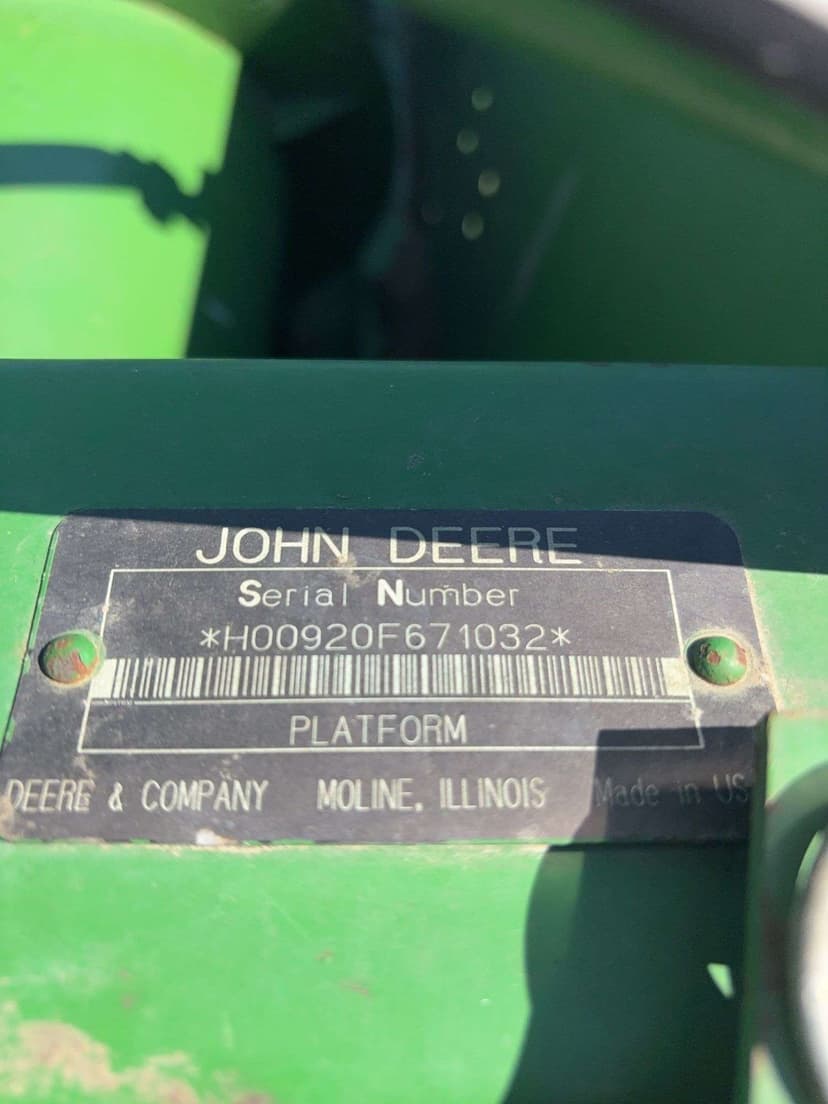 JOHN DEERE
Serial Number
*H00920F671032*
PLATFORM
DEERE & COMPANY MOLINE, ILLINOIS Made in US